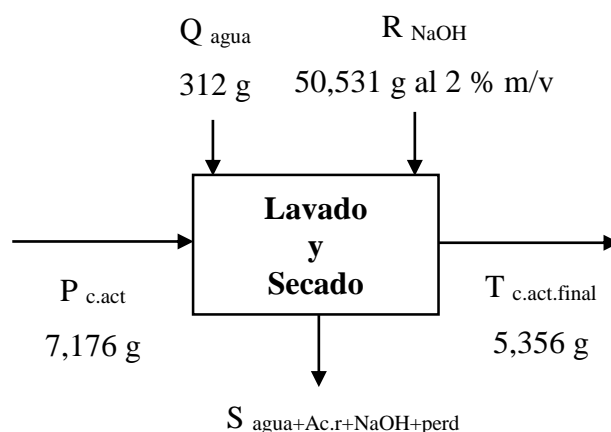 Q agua
312 g
R NaOH
50,531 g al 2 % m/v
Lavado
y
Secado
P c.act
7,176 g
T c.act.final
5,356 g
S agua+Ac.r+NaOH+perd